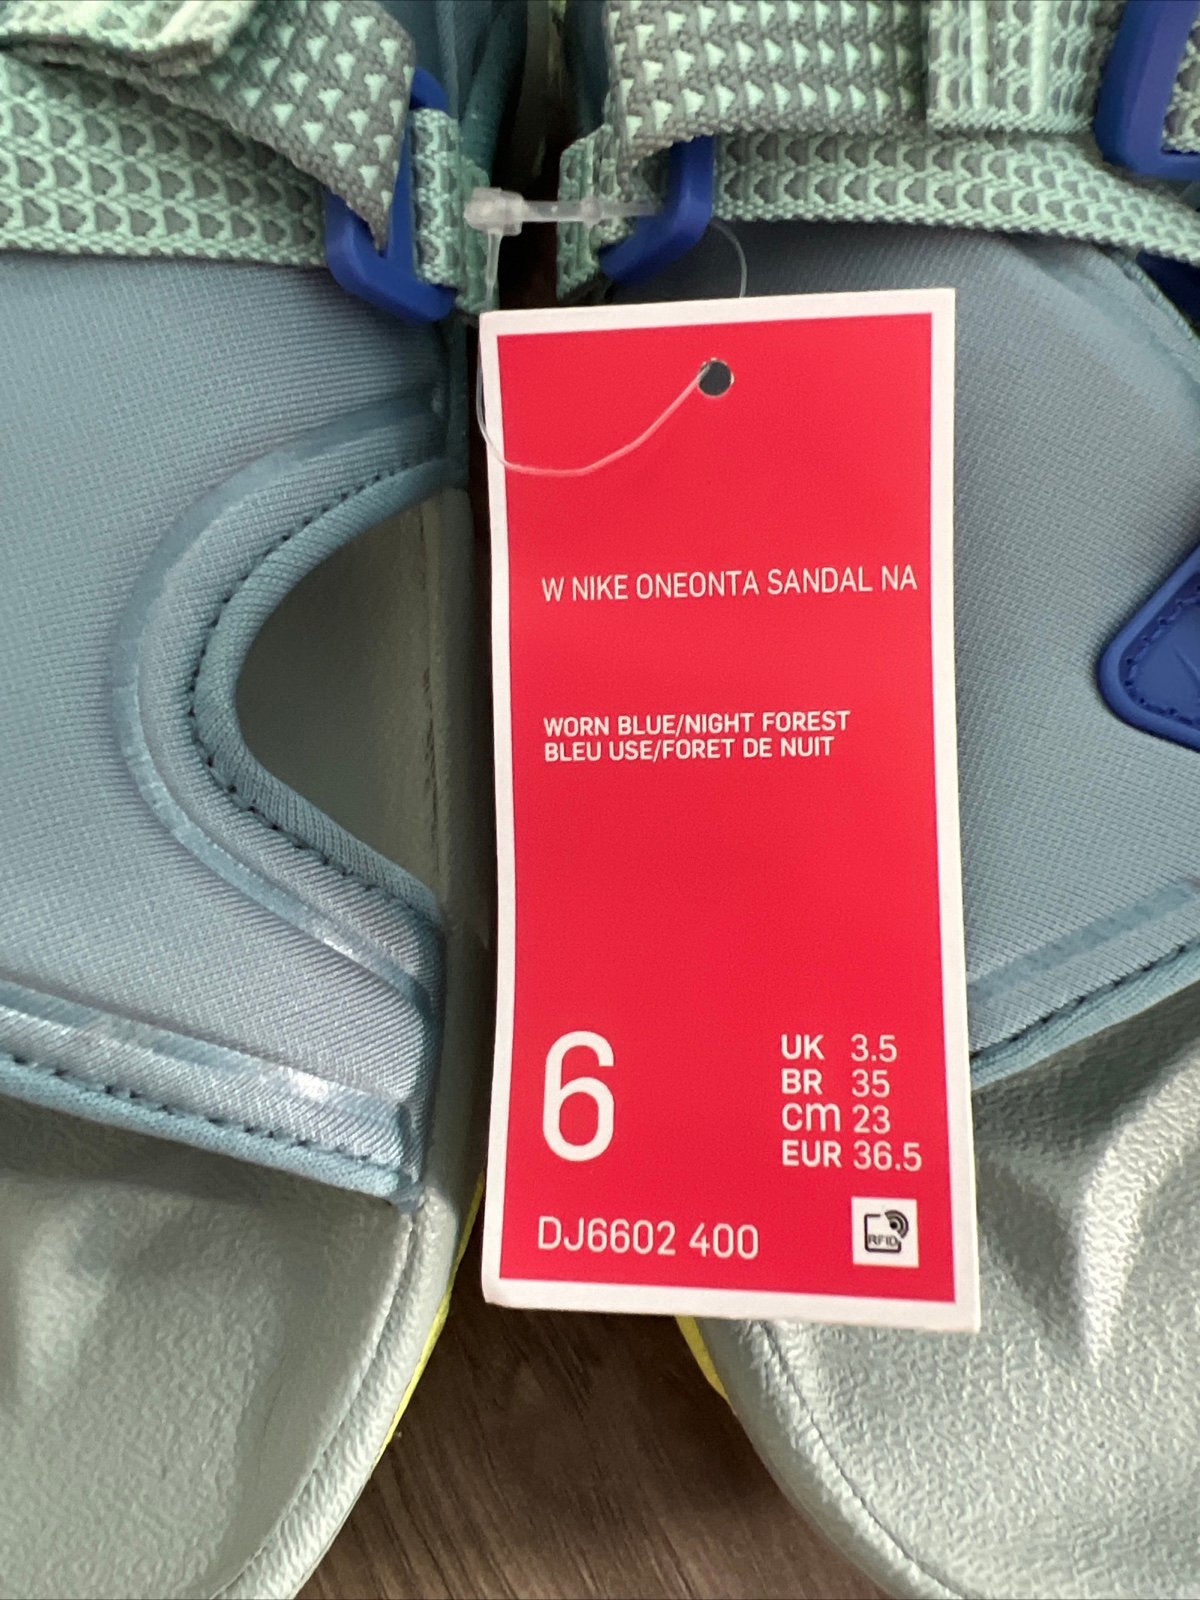 W NIKE ONEONTA SANDAL NA
WORN BLUE/NIGHT FOREST
BLEU USE/FORET DE NUIT
6
UK 3.5
BR 35
cm 23
EUR 36.5
DJ6602 400
RFID